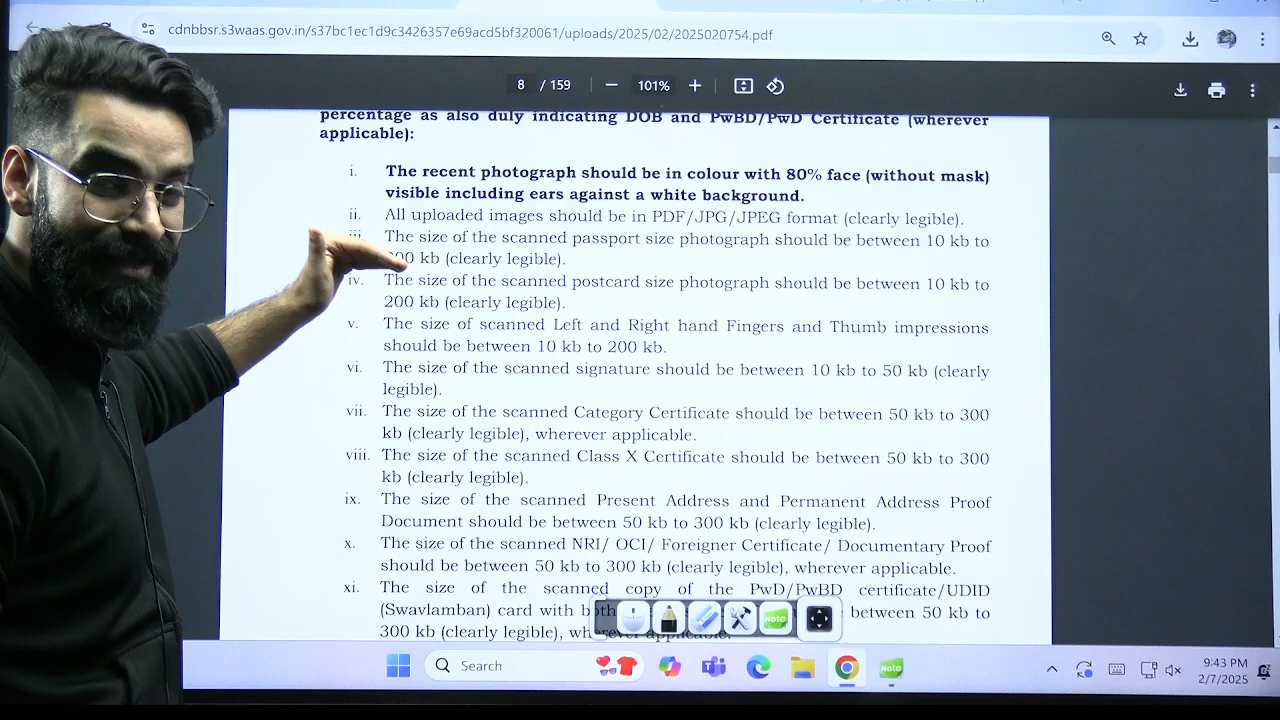 cdnbbsr.s3waas.gov.in/s37bc1ec1d9c3426357e69acd5bf320061/uploads/2025/02/2025020754.pdf
8 / 159 101%
percentage as also duly indicating DOB and PwBD/PwD Certificate (wherever
applicable):
i. The recent photograph should be in colour with 80% face (without mask)
visible including ears against a white background.
ii. All uploaded images should be in PDF/JPG/JPEG format (clearly legible).
iii. The size of the scanned passport size photograph should be between 10 kb to
00 kb (clearly legible).
iv. The size of the scanned postcard size photograph should be between 10 kb to
200 kb (clearly legible).
v. The size of scanned Left and Right hand Fingers and Thumb impressions
should be between 10 kb to 200 kb.
vi. The size of the scanned signature should be between 10 kb to 50 kb (clearly
legible).
vii. The size of the scanned Category Certificate should be between 50 kb to 300
kb (clearly legible), wherever applicable.
viii. The size of the scanned Class X Certificate should be between 50 kb to 300
kb (clearly legible).
ix. The size of the scanned Present Address and Permanent Address Proof
Document should be between 50 kb to 300 kb (clearly legible).
x. The size of the scanned NRI/ OCI/ Foreigner Certificate/ Documentary Proof
should be between 50 kb to 300 kb (clearly legible), wherever applicable.
xi. The size of the scanned copy of the PwD/PwBD certificate/UDID
(Swavlamban) card with both between 50 kb to
300 kb (clearly legible), wherever applicable.
Note
Search
Note
9:43 PM
2/7/2025